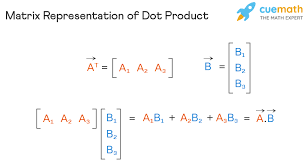 Matrix Representation of Dot Product
cuemath
THE MATH EXPERT
A^T = [ A₁ A₂ A₃ ]
B = [ B₁
B₂
B₃ ]
[ A₁ A₂ A₃ ] [ B₁
B₂
B₃ ] = A₁B₁ + A₂B₂ + A₃B₃ = A⃗.B⃗